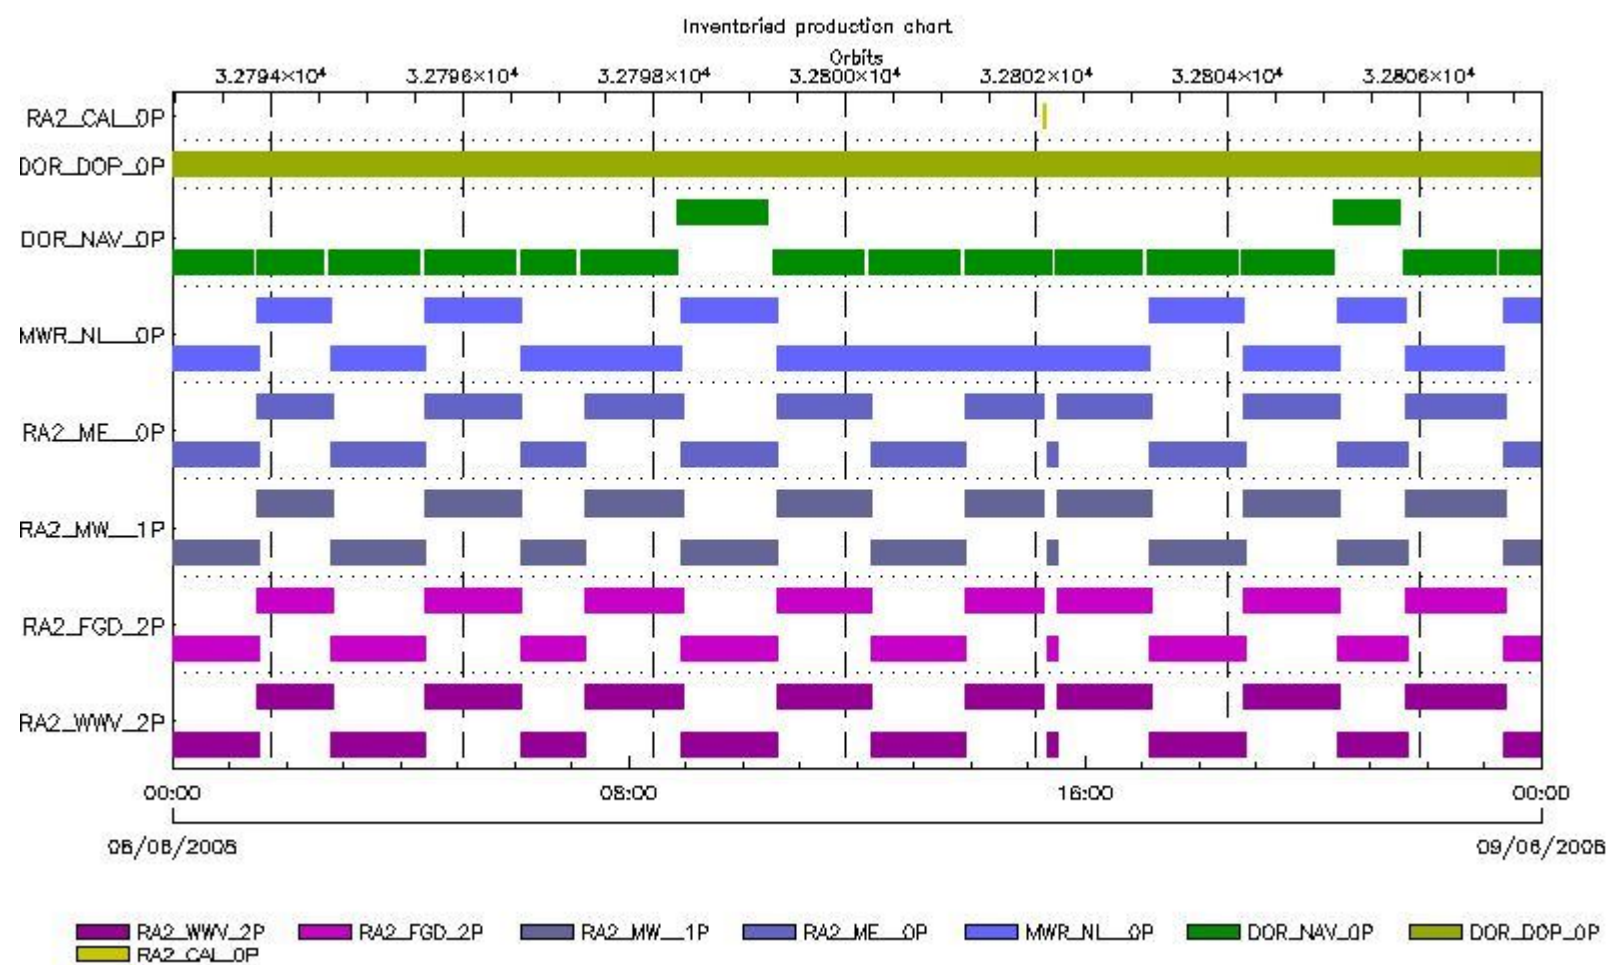 Inventoried production chart
Orbits
3.2794×10⁴ 3.2796×10⁴ 3.2798×10⁴ 3.2800×10⁴ 3.2802×10⁴ 3.2804×10⁴ 3.2806×10⁴
RA2_CAL_0P
DOR_DOP_0P
DOR_NAV_0P
MWR_NL__0P
RA2_ME__0P
RA2_MW__1P
RA2_FGD_2P
RA2_WWV_2P
00:00 08:00 16:00 00:00
08/06/2008 09/06/2008
RA2_WWV_2P RA2_FGD_2P RA2_MW__1P RA2_ME__0P MWR_NL__0P DOR_NAV_0P DOR_DOP_0P
RA2_CAL_0P